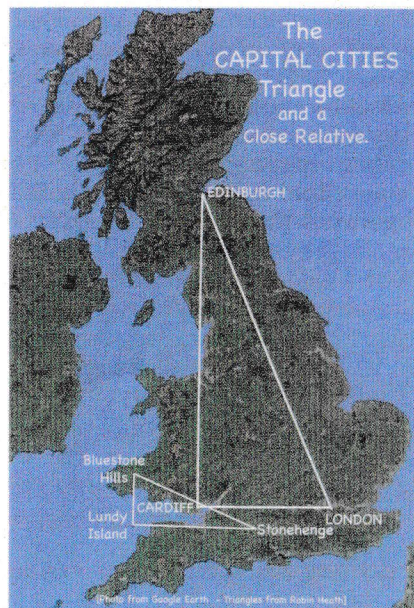 The
CAPITAL CITIES
Triangle
and a
Close Relative.
EDINBURGH
Bluestone
Hills
CARDIFF
Lundy
Island
LONDON
Stonehenge
[Photo from Google Earth - Triangles from Robin Heath]